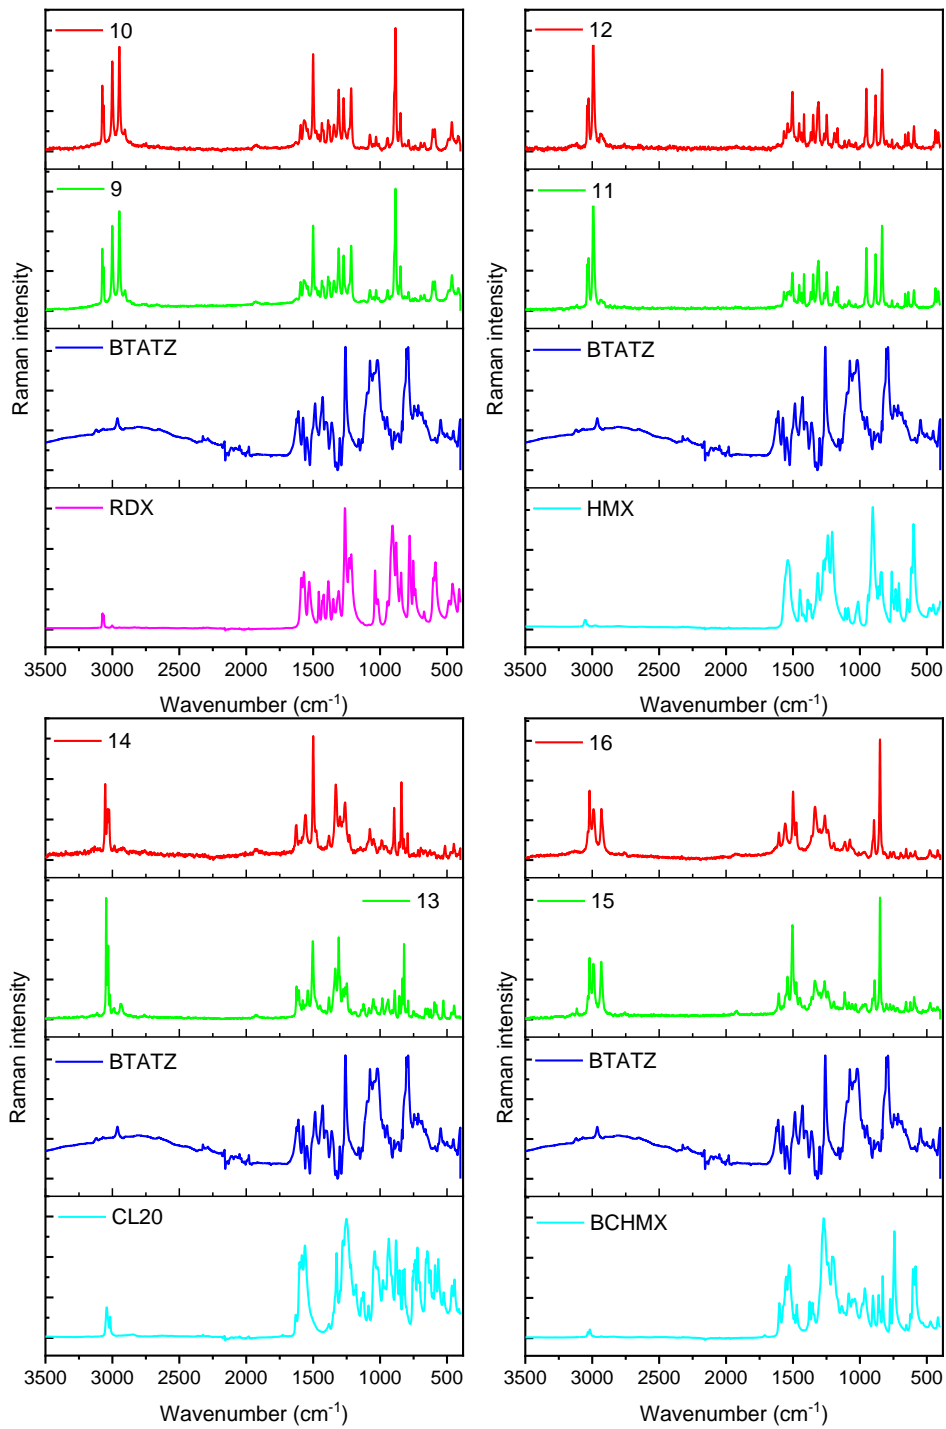 10
9
BTATZ
RDX
Raman intensity
3500 3000 2500 2000 1500 1000 500
Wavenumber (cm-1)
12
11
BTATZ
HMX
Raman intensity
3500 3000 2500 2000 1500 1000 500
Wavenumber (cm-1)
14
13
BTATZ
CL20
Raman intensity
3500 3000 2500 2000 1500 1000 500
Wavenumber (cm-1)
16
15
BTATZ
BCHMX
Raman intensity
3500 3000 2500 2000 1500 1000 500
Wavenumber (cm-1)